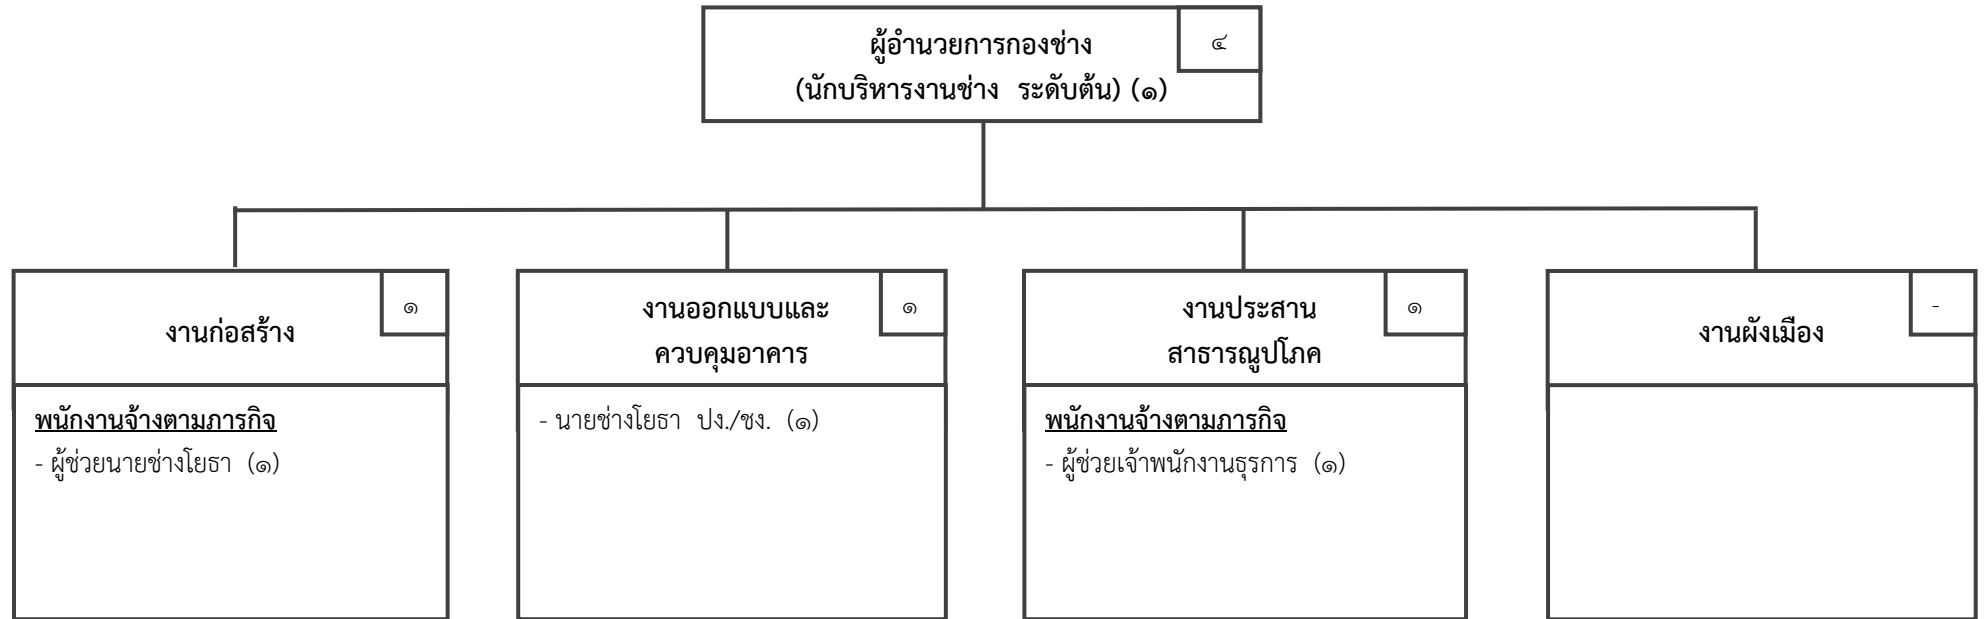 ผู้อำนวยการกองช่าง
๔
(นักบริหารงานช่าง ระดับต้น) (๑)
งานก่อสร้าง
๑
พนักงานจ้างตามภารกิจ
- ผู้ช่วยนายช่างโยธา (๑)
งานออกแบบและ
ควบคุมอาคาร
๑
- นายช่างโยธา ปง./ชง. (๑)
งานประสาน
สาธารณูปโภค
๑
พนักงานจ้างตามภารกิจ
- ผู้ช่วยเจ้าพนักงานธุรการ (๑)
งานผังเมือง
-